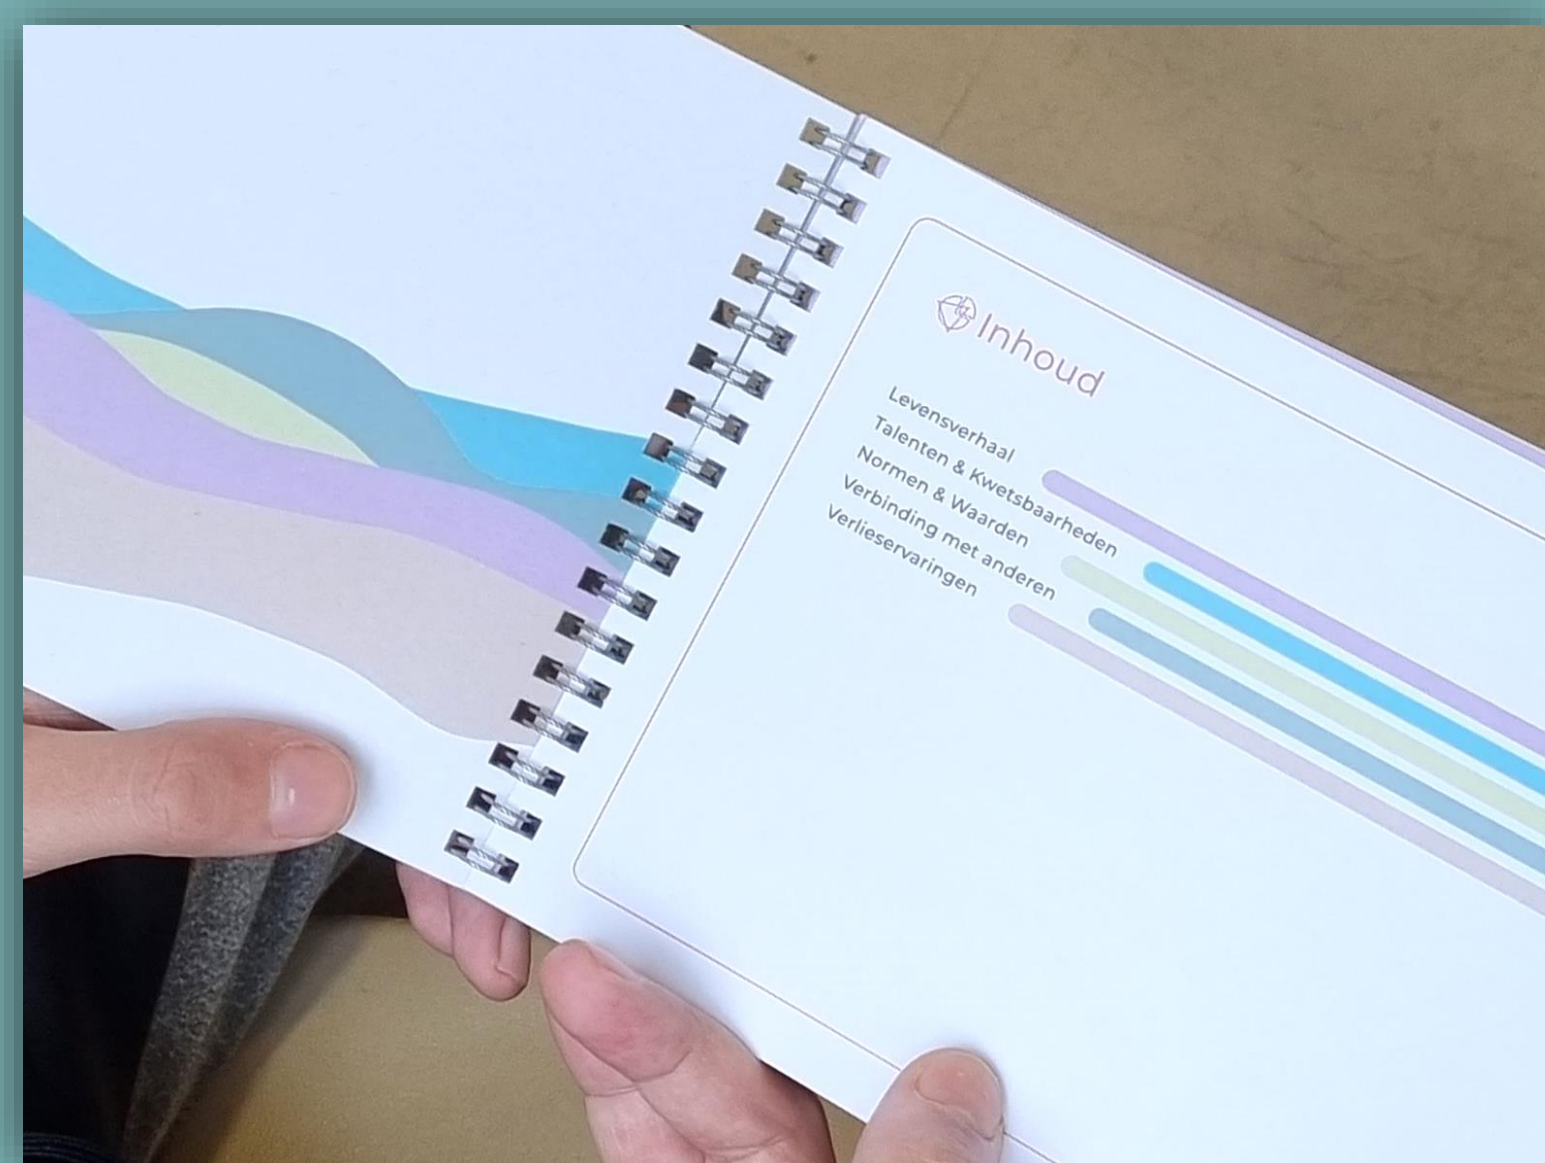 Inhoud
Levensverhaal
Talenten & Kwetsbaarheden
Normen & Waarden
Verbinding met anderen
Verlieservaringen